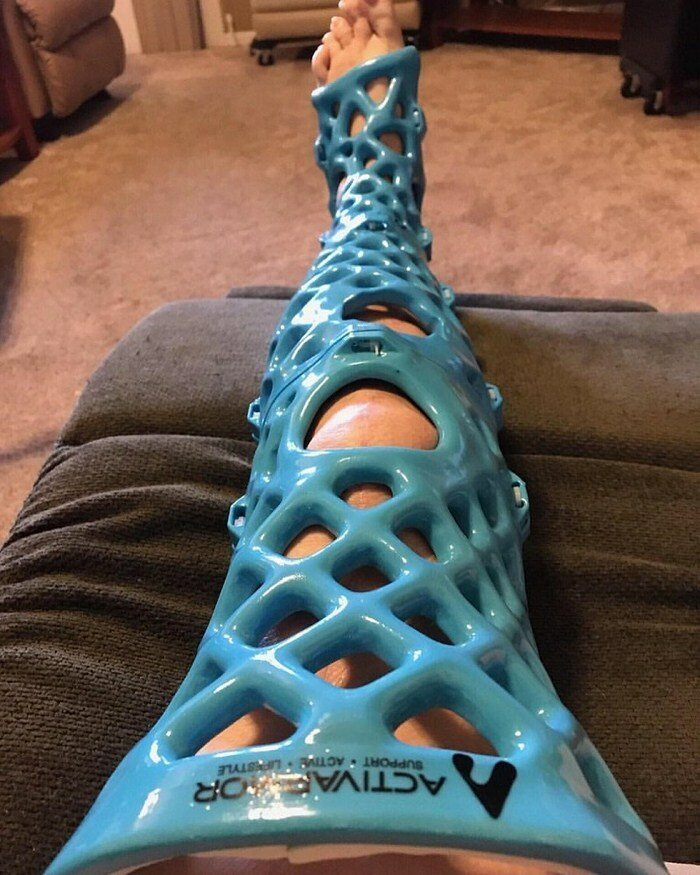 ACTIVARMOR
SUPPORT • ACTIVE • LIFESTYLE